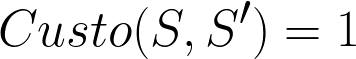 Custo(S, S′) = 1